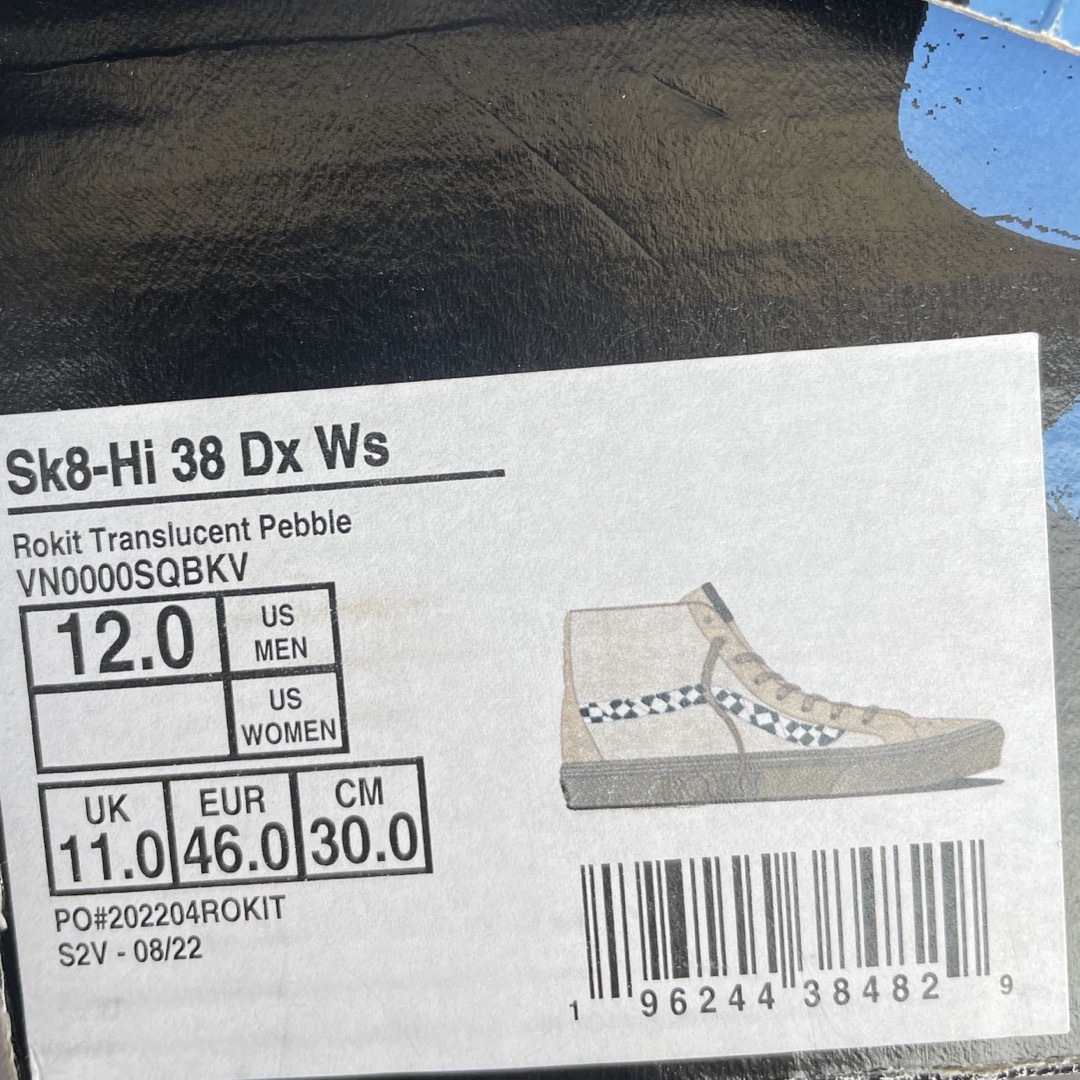 Sk8-Hi 38 Dx Ws
Rokit Translucent Pebble
VN0000SQBKV
12.0 US MEN
US WOMEN
UK EUR CM
11.0 46.0 30.0
PO#202204ROKIT
S2V - 08/22
1 96244 38482 9